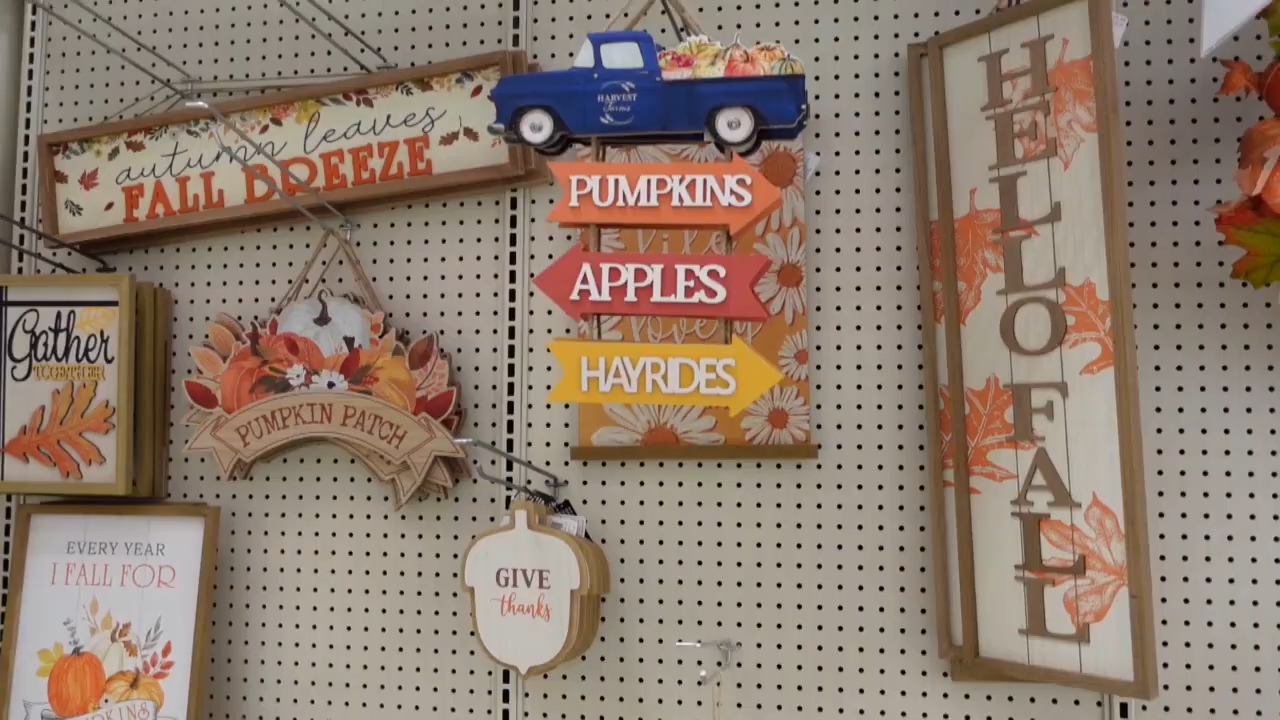 autumn leaves
FALL BREEZE
HARVEST
Farms
PUMPKINS
APPLES
HAYRIDES
HELLO FALL
Gather
TOGETHER
PUMPKIN PATCH
EVERY YEAR
I FALL FOR
PUMPKINS
GIVE
thanks